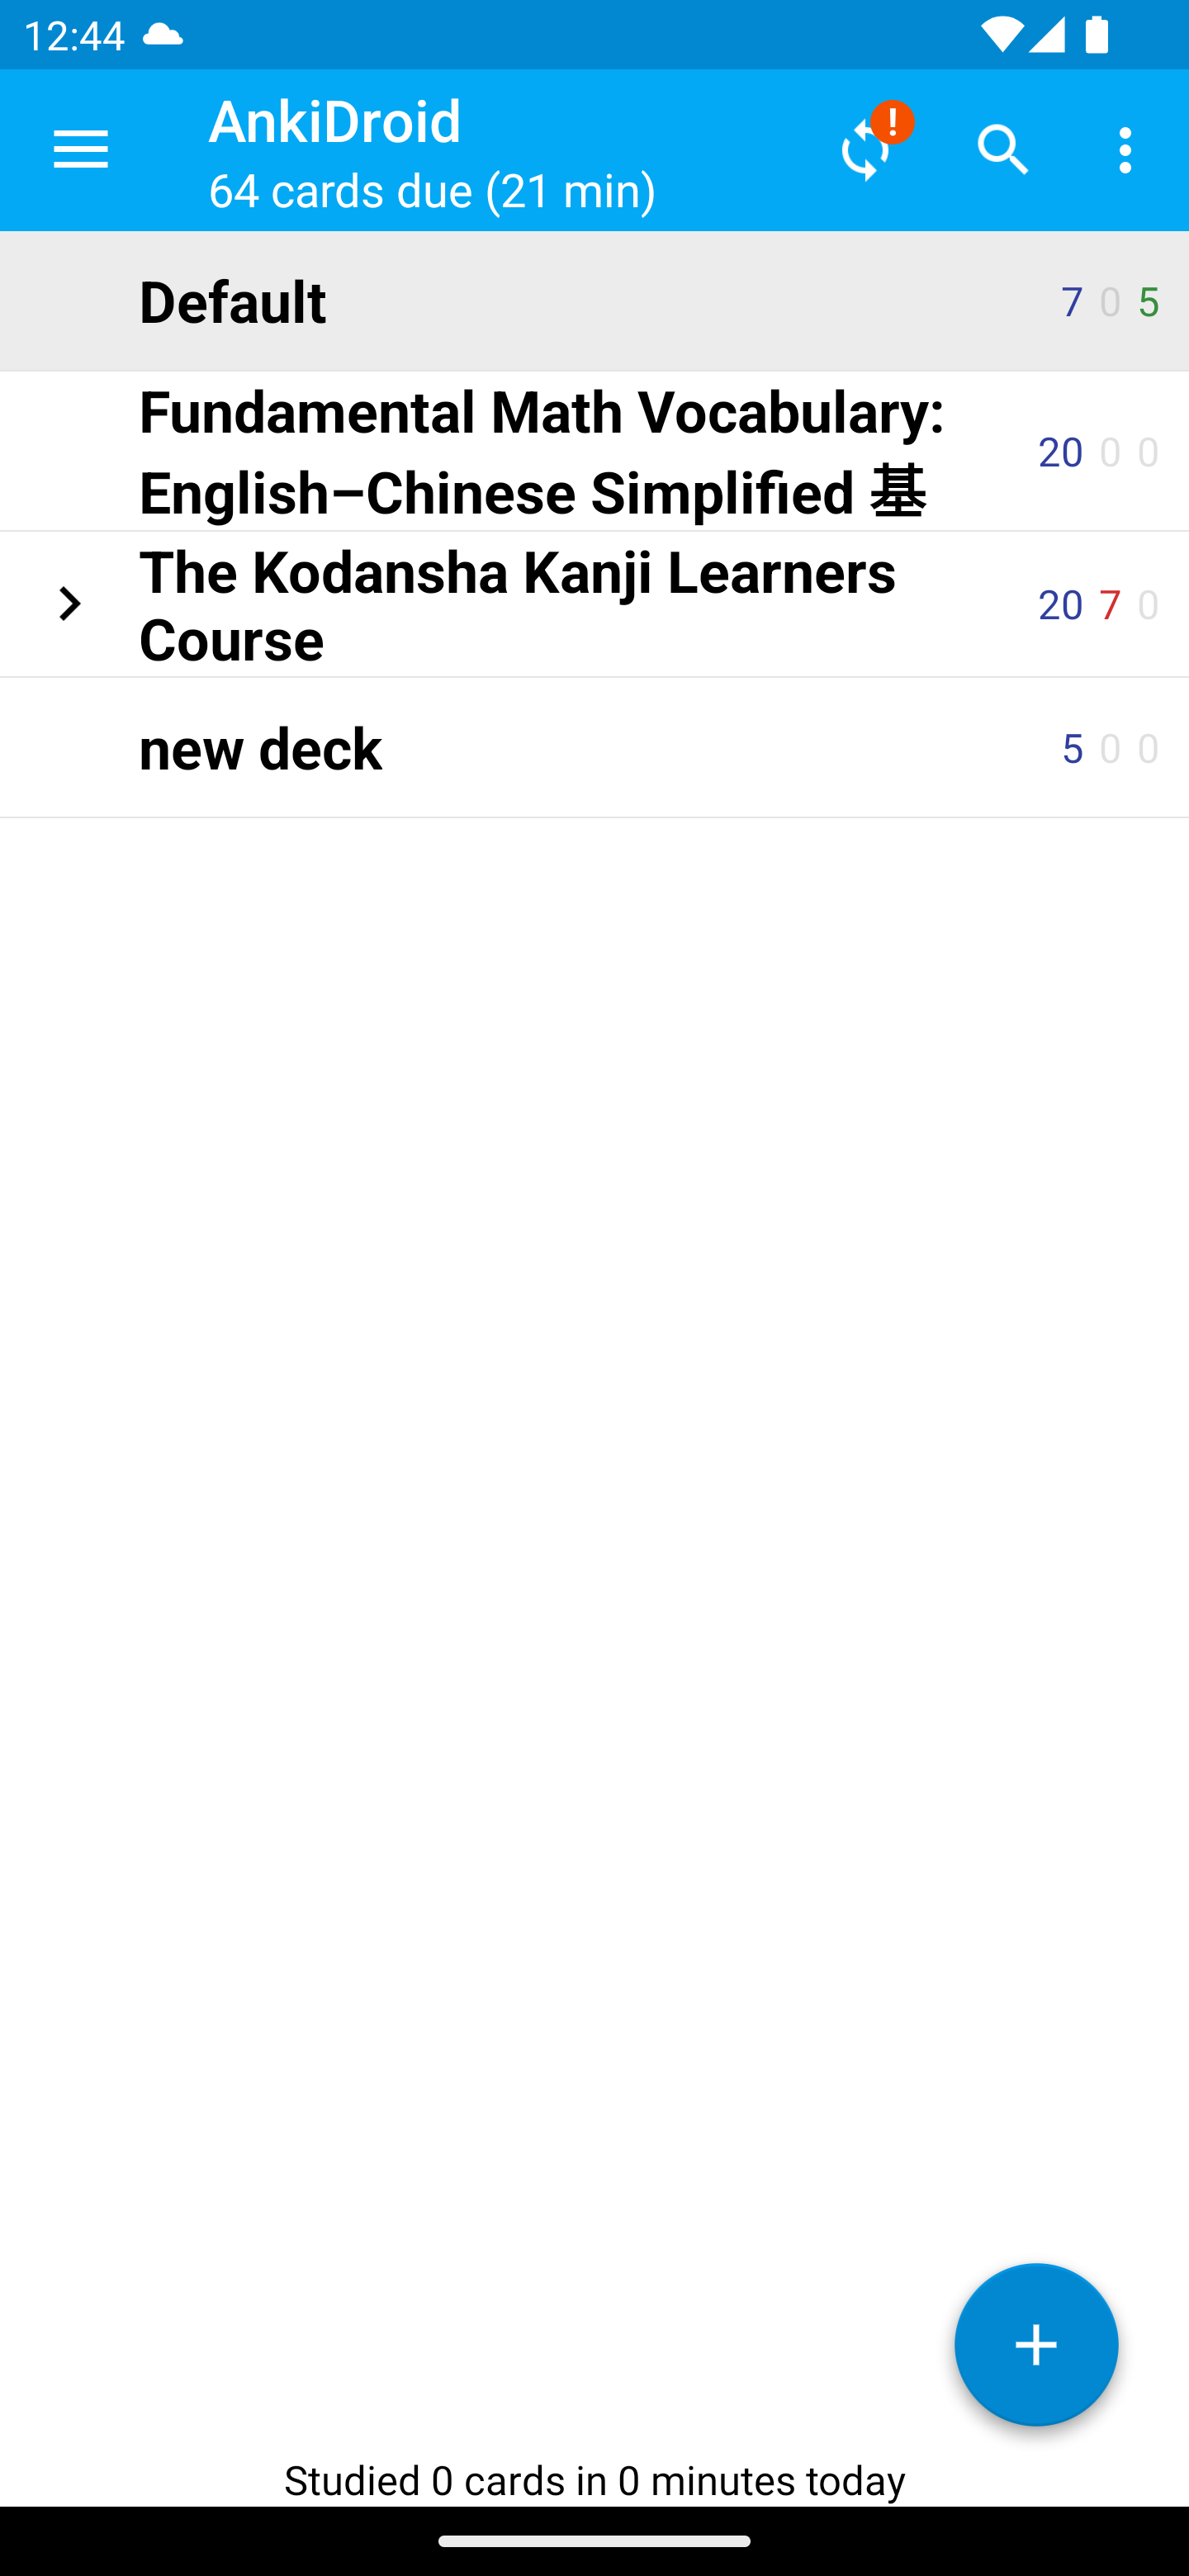 12:44
AnkiDroid
64 cards due (21 min)
Default 7 0 5
Fundamental Math Vocabulary:
English–Chinese Simplified 基 20 0 0
The Kodansha Kanji Learners
Course 20 7 0
new deck 5 0 0
Studied 0 cards in 0 minutes today